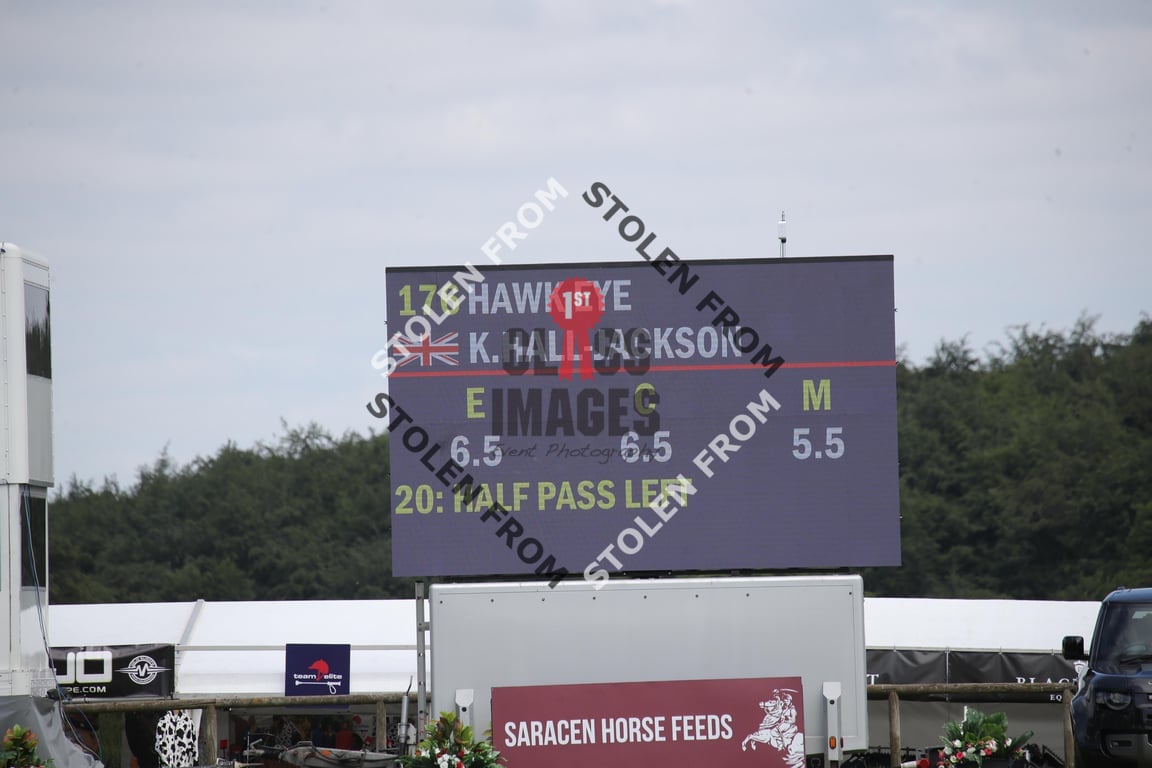 STOLEN FROM
STOLEN FROM
HAWKEYE
1ST
K. HALL-JACKSON
CLASS
IMAGES
Event Photography
E C M
6.5 6.5 5.5
20: HALF PASS LEFT
STOLEN FROM
STOLEN FROM
team elite
SARACEN HORSE FEEDS